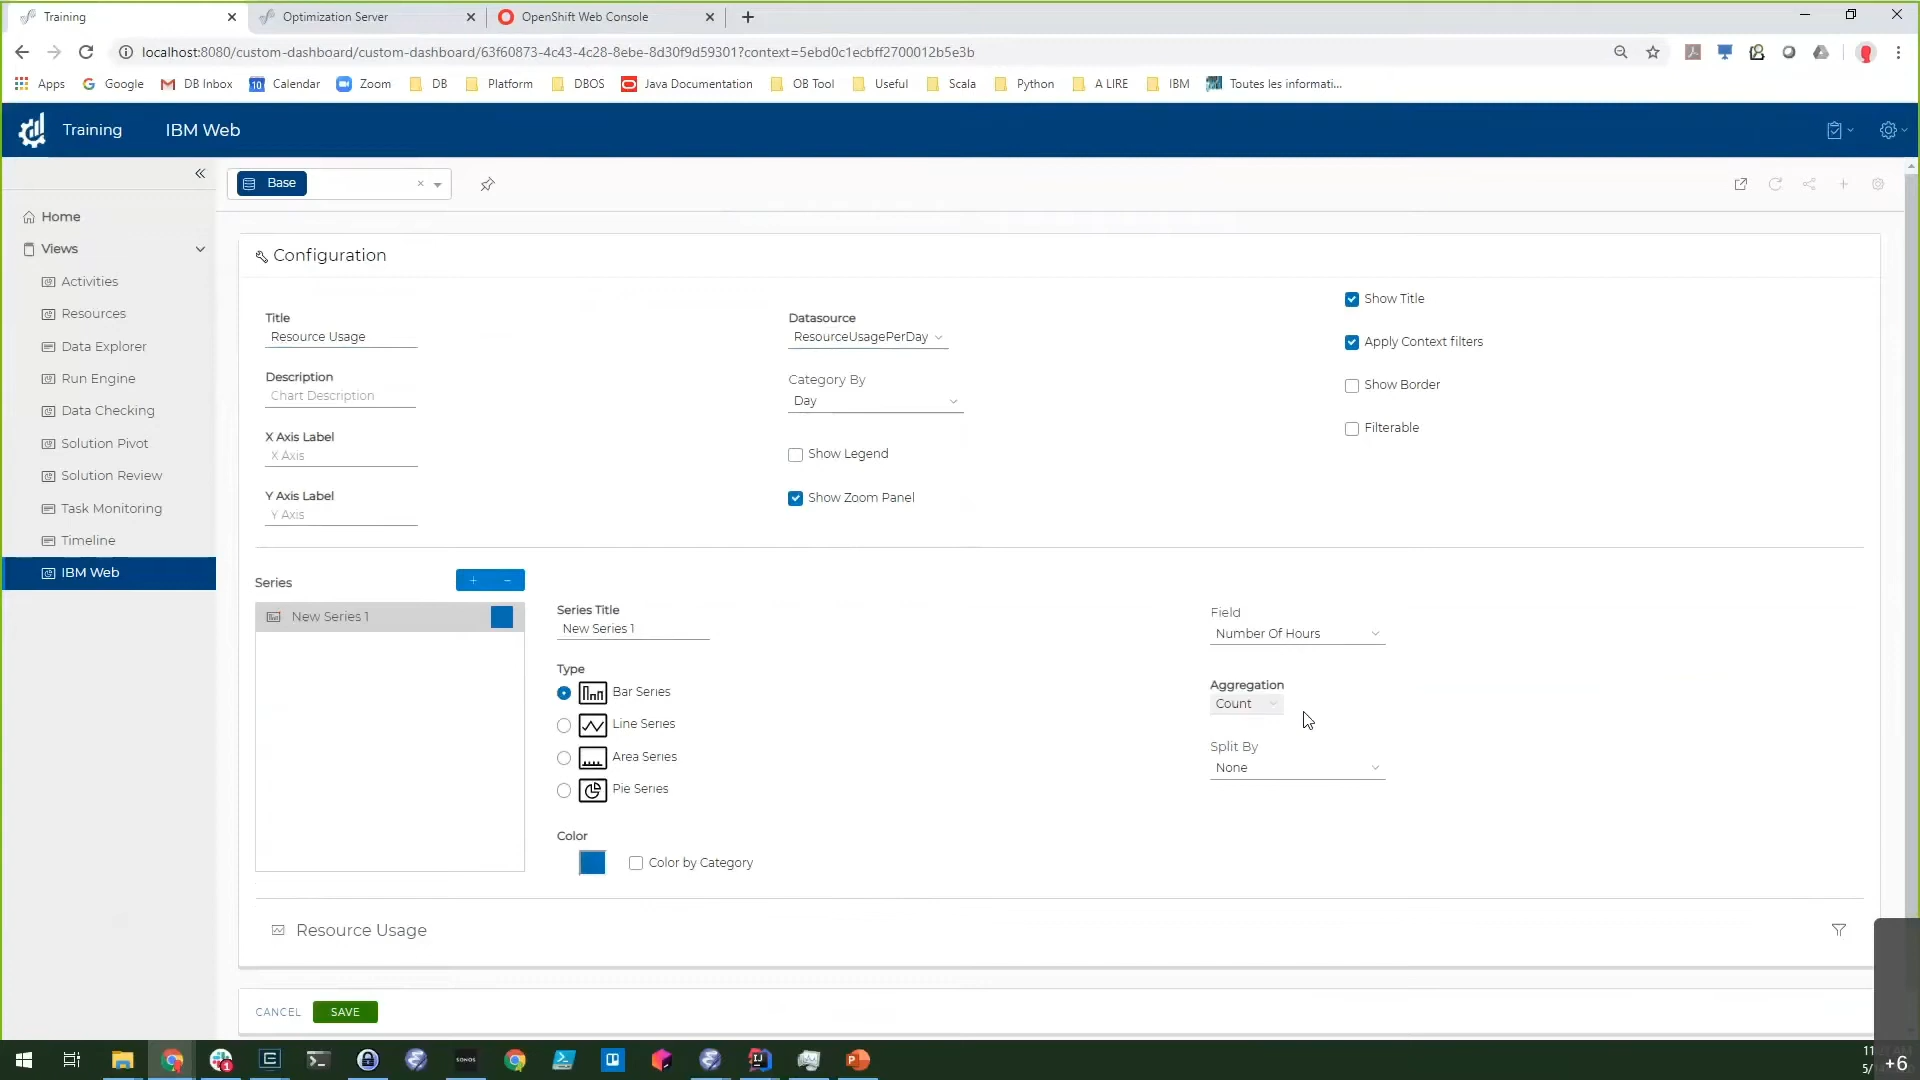 Training
Optimization Server
OpenShift Web Console
localhost:8080/custom-dashboard/custom-dashboard/63f60873-4c43-4c28-8ebe-8d30f9d59301?context=5ebd0c1ecbff2700012b5e3b
Apps
Google
DB Inbox
Calendar
Zoom
DB
Platform
DBOS
Java Documentation
OB Tool
Useful
Scala
Python
A LIRE
IBM
Toutes les informati...
Training
IBM Web
Base
Home
Views
Activities
Resources
Data Explorer
Run Engine
Data Checking
Solution Pivot
Solution Review
Task Monitoring
Timeline
IBM Web
Configuration
Title
Resource Usage
Description
Chart Description
X Axis Label
X Axis
Y Axis Label
Y Axis
Datasource
ResourceUsagePerDay
Category By
Day
Show Legend
Show Zoom Panel
Show Title
Apply Context filters
Show Border
Filterable
Series
+ −
New Series 1
Series Title
New Series 1
Type
Bar Series
Line Series
Area Series
Pie Series
Color
Color by Category
Field
Number Of Hours
Aggregation
Count
Split By
None
Resource Usage
CANCEL
SAVE
SONOS
+6